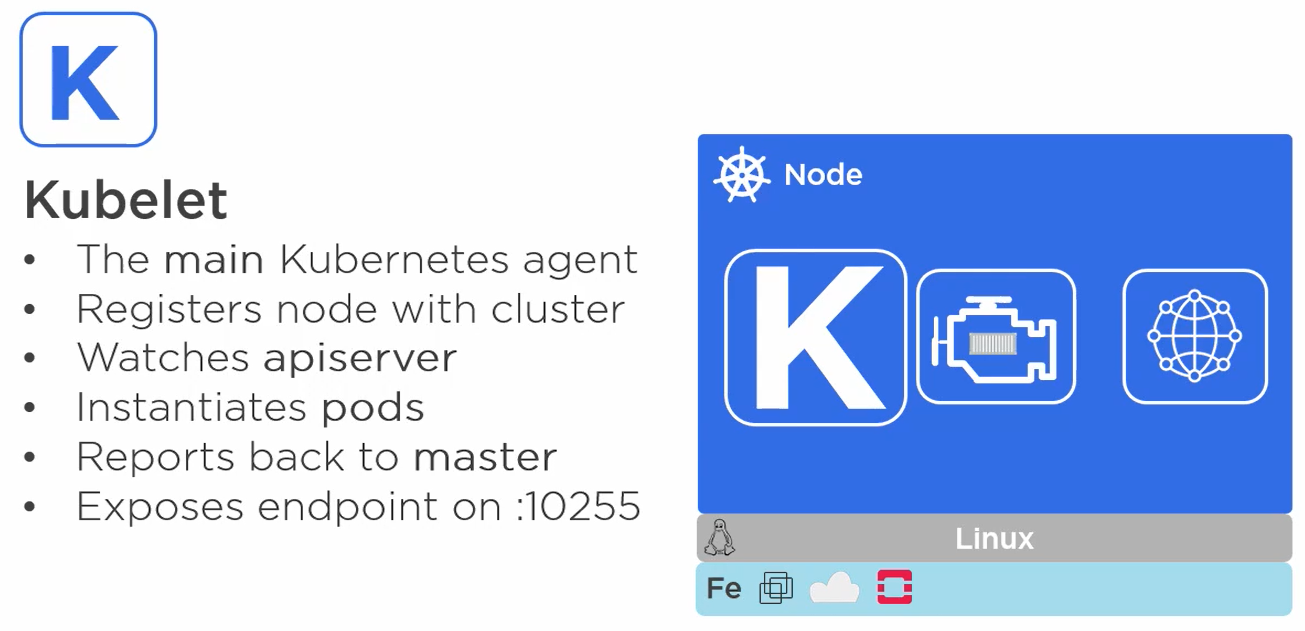 K
Kubelet
• The main Kubernetes agent
• Registers node with cluster
• Watches apiserver
• Instantiates pods
• Reports back to master
• Exposes endpoint on :10255
Node
K
Linux
Fe